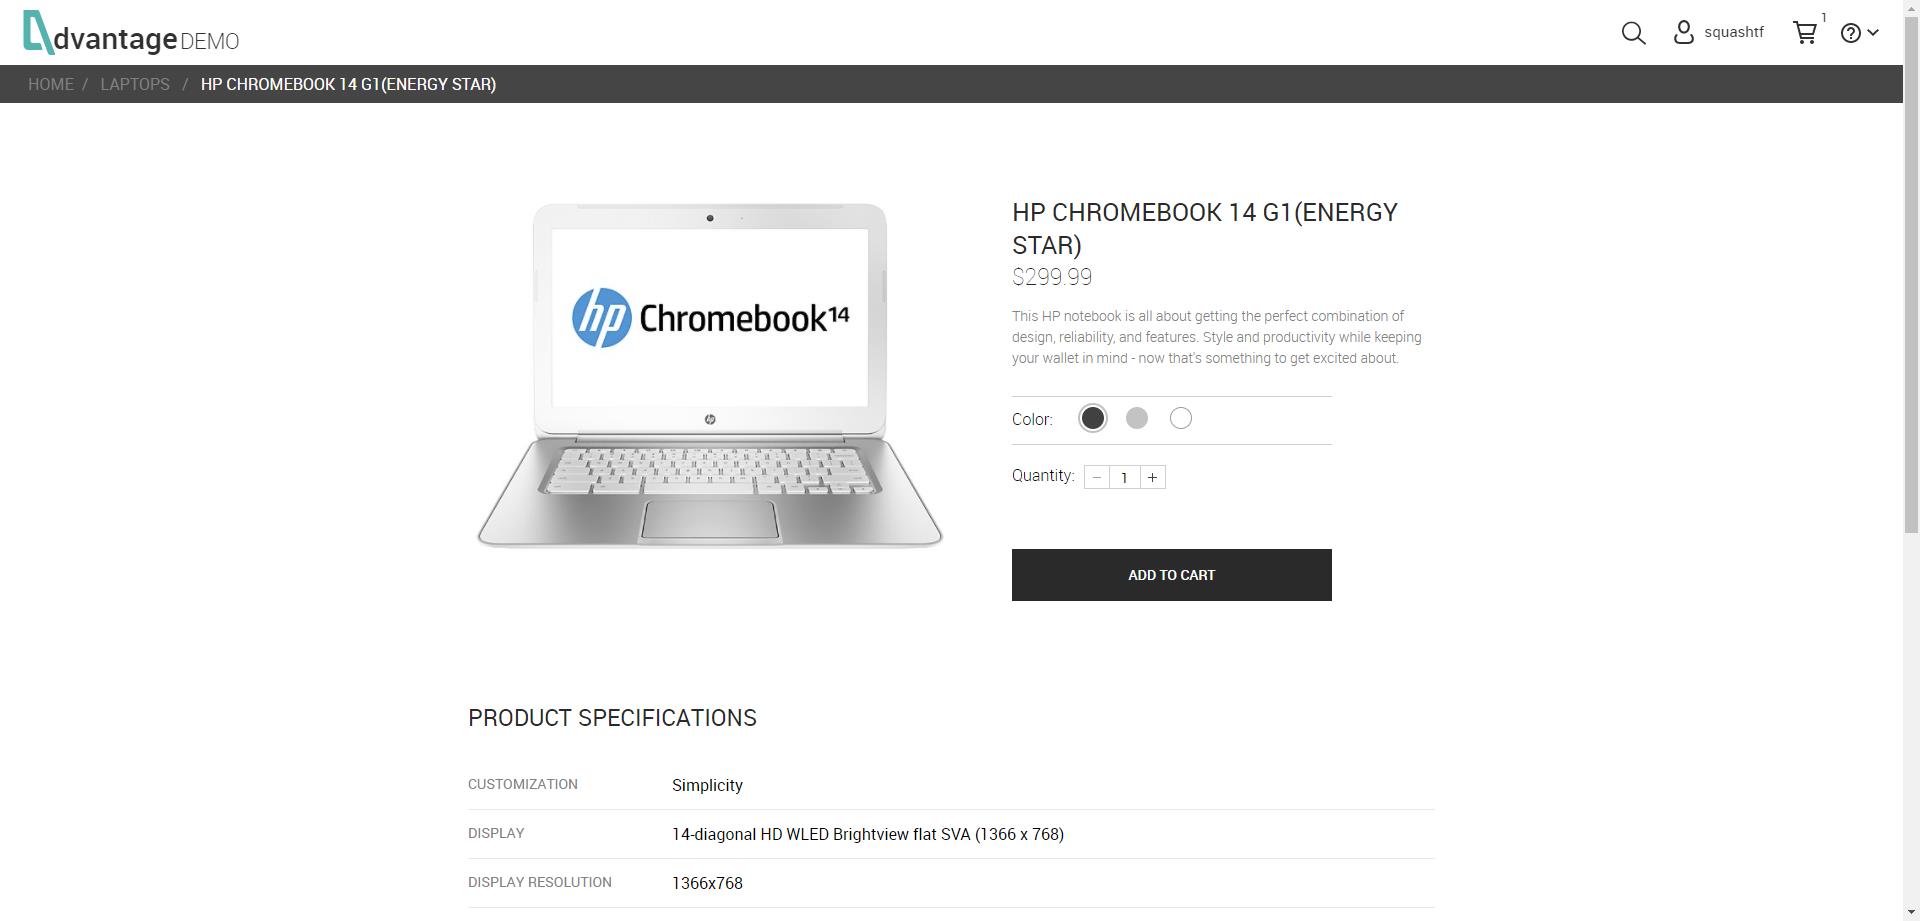 dvantage DEMO
squashtf
1
HOME / LAPTOPS / HP CHROMEBOOK 14 G1(ENERGY STAR)
hp Chromebook14
hp
HP CHROMEBOOK 14 G1(ENERGY
STAR)
$299.99
This HP notebook is all about getting the perfect combination of
design, reliability, and features. Style and productivity while keeping
your wallet in mind - now that's something to get excited about.
Color:
Quantity: − 1 +
ADD TO CART
PRODUCT SPECIFICATIONS
CUSTOMIZATION Simplicity
DISPLAY 14-diagonal HD WLED Brightview flat SVA (1366 x 768)
DISPLAY RESOLUTION 1366x768